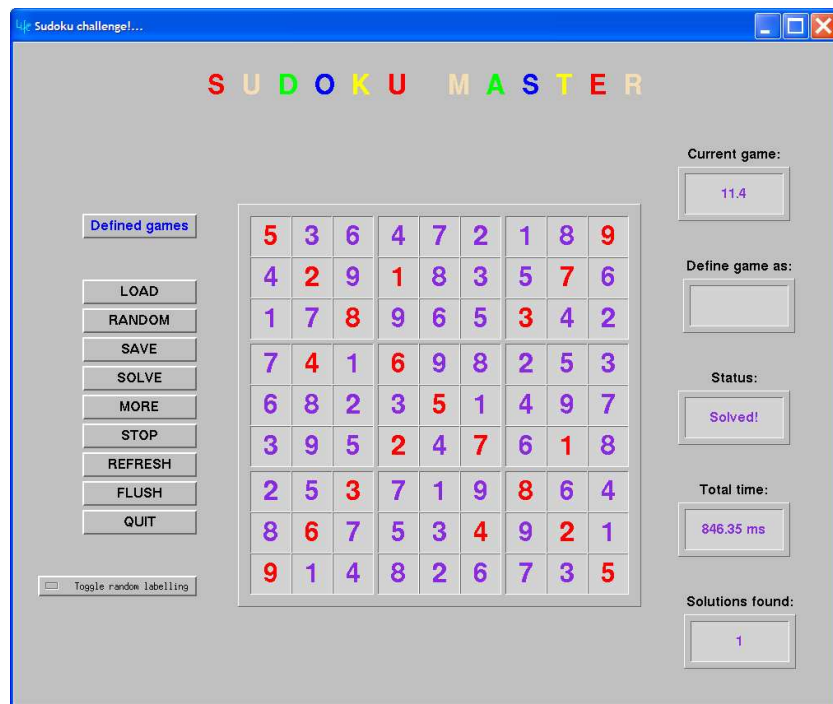 Sudoku challenge!...
SUDOKU MASTER
Current game:
11.4
Defined games
Define game as:
LOAD
RANDOM
SAVE
SOLVE
MORE
STOP
REFRESH
FLUSH
QUIT
Toggle random labelling
5 3 6 4 7 2 1 8 9
4 2 9 1 8 3 5 7 6
1 7 8 9 6 5 3 4 2
7 4 1 6 9 8 2 5 3
6 8 2 3 5 1 4 9 7
3 9 5 2 4 7 6 1 8
2 5 3 7 1 9 8 6 4
8 6 7 5 3 4 9 2 1
9 1 4 8 2 6 7 3 5
Status:
Solved!
Total time:
846.35 ms
Solutions found:
1